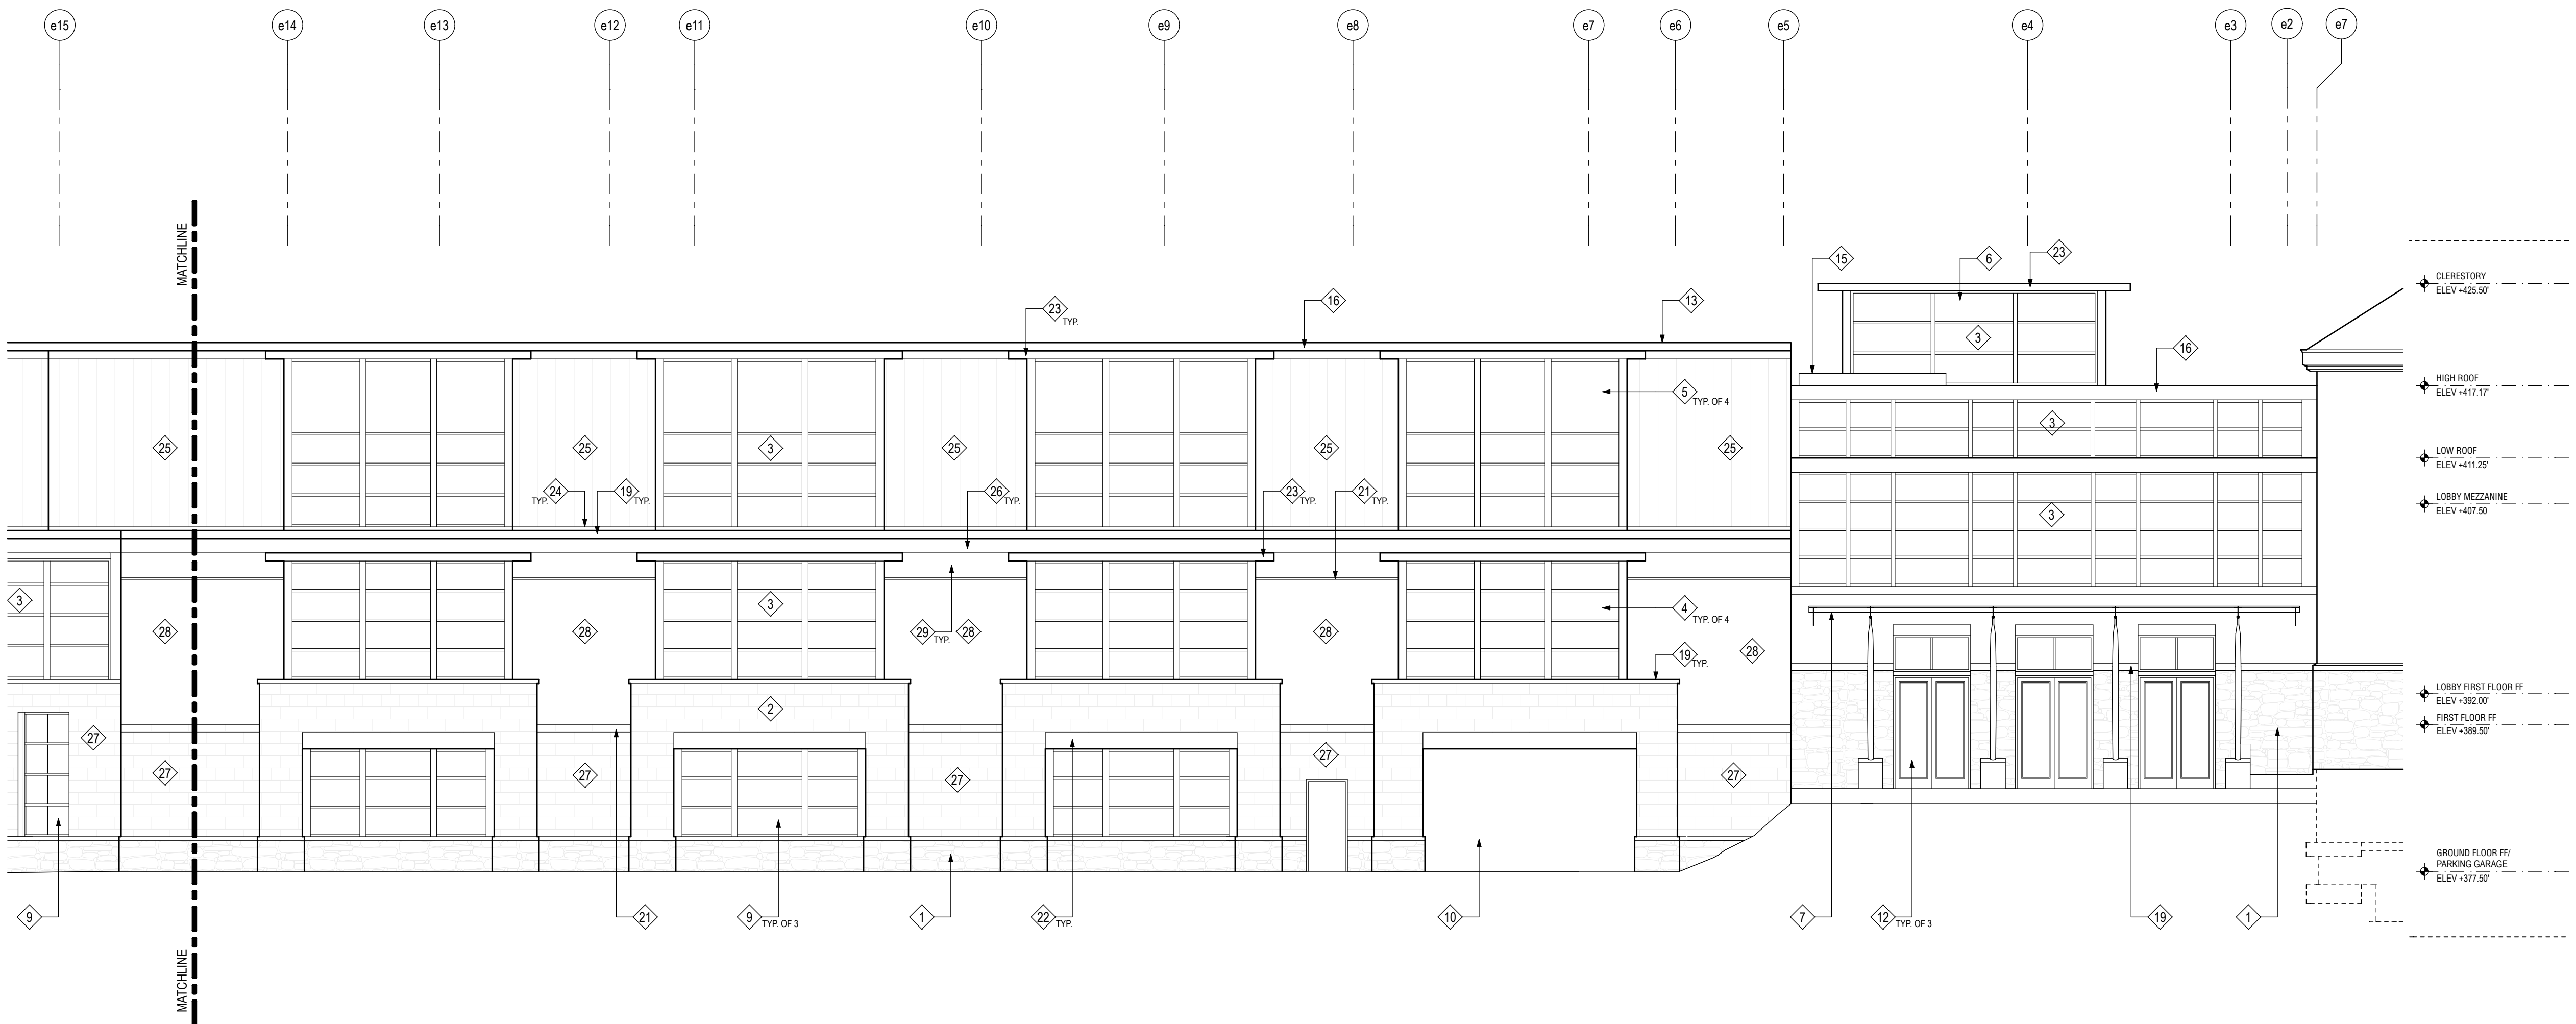 e15 e14 e13 e12 e11 e10 e9 e8 e7 e6 e5 e4 e3 e2 e7
MATCHLINE
15
6
23
CLERESTORY
ELEV +425.50'
23
TYP.
16
13
3
16
HIGH ROOF
ELEV +417.17'
5
TYP. OF 4
3
25
25
3
25
25
25
LOW ROOF
ELEV +411.25'
TYP. 24
19 TYP.
26 TYP.
23 TYP.
21 TYP.
3
LOBBY MEZZANINE
ELEV +407.50
3
3
4
TYP. OF 4
28
28
29 TYP.
28
28
28
19 TYP.
2
LOBBY FIRST FLOOR FF
ELEV +392.00'
FIRST FLOOR FF
ELEV +389.50'
27
27
27
27
27
27
GROUND FLOOR FF/
PARKING GARAGE
ELEV +377.50'
9
21
9
TYP. OF 3
1
22
TYP.
10
7
12
TYP. OF 3
19
1
MATCHLINE